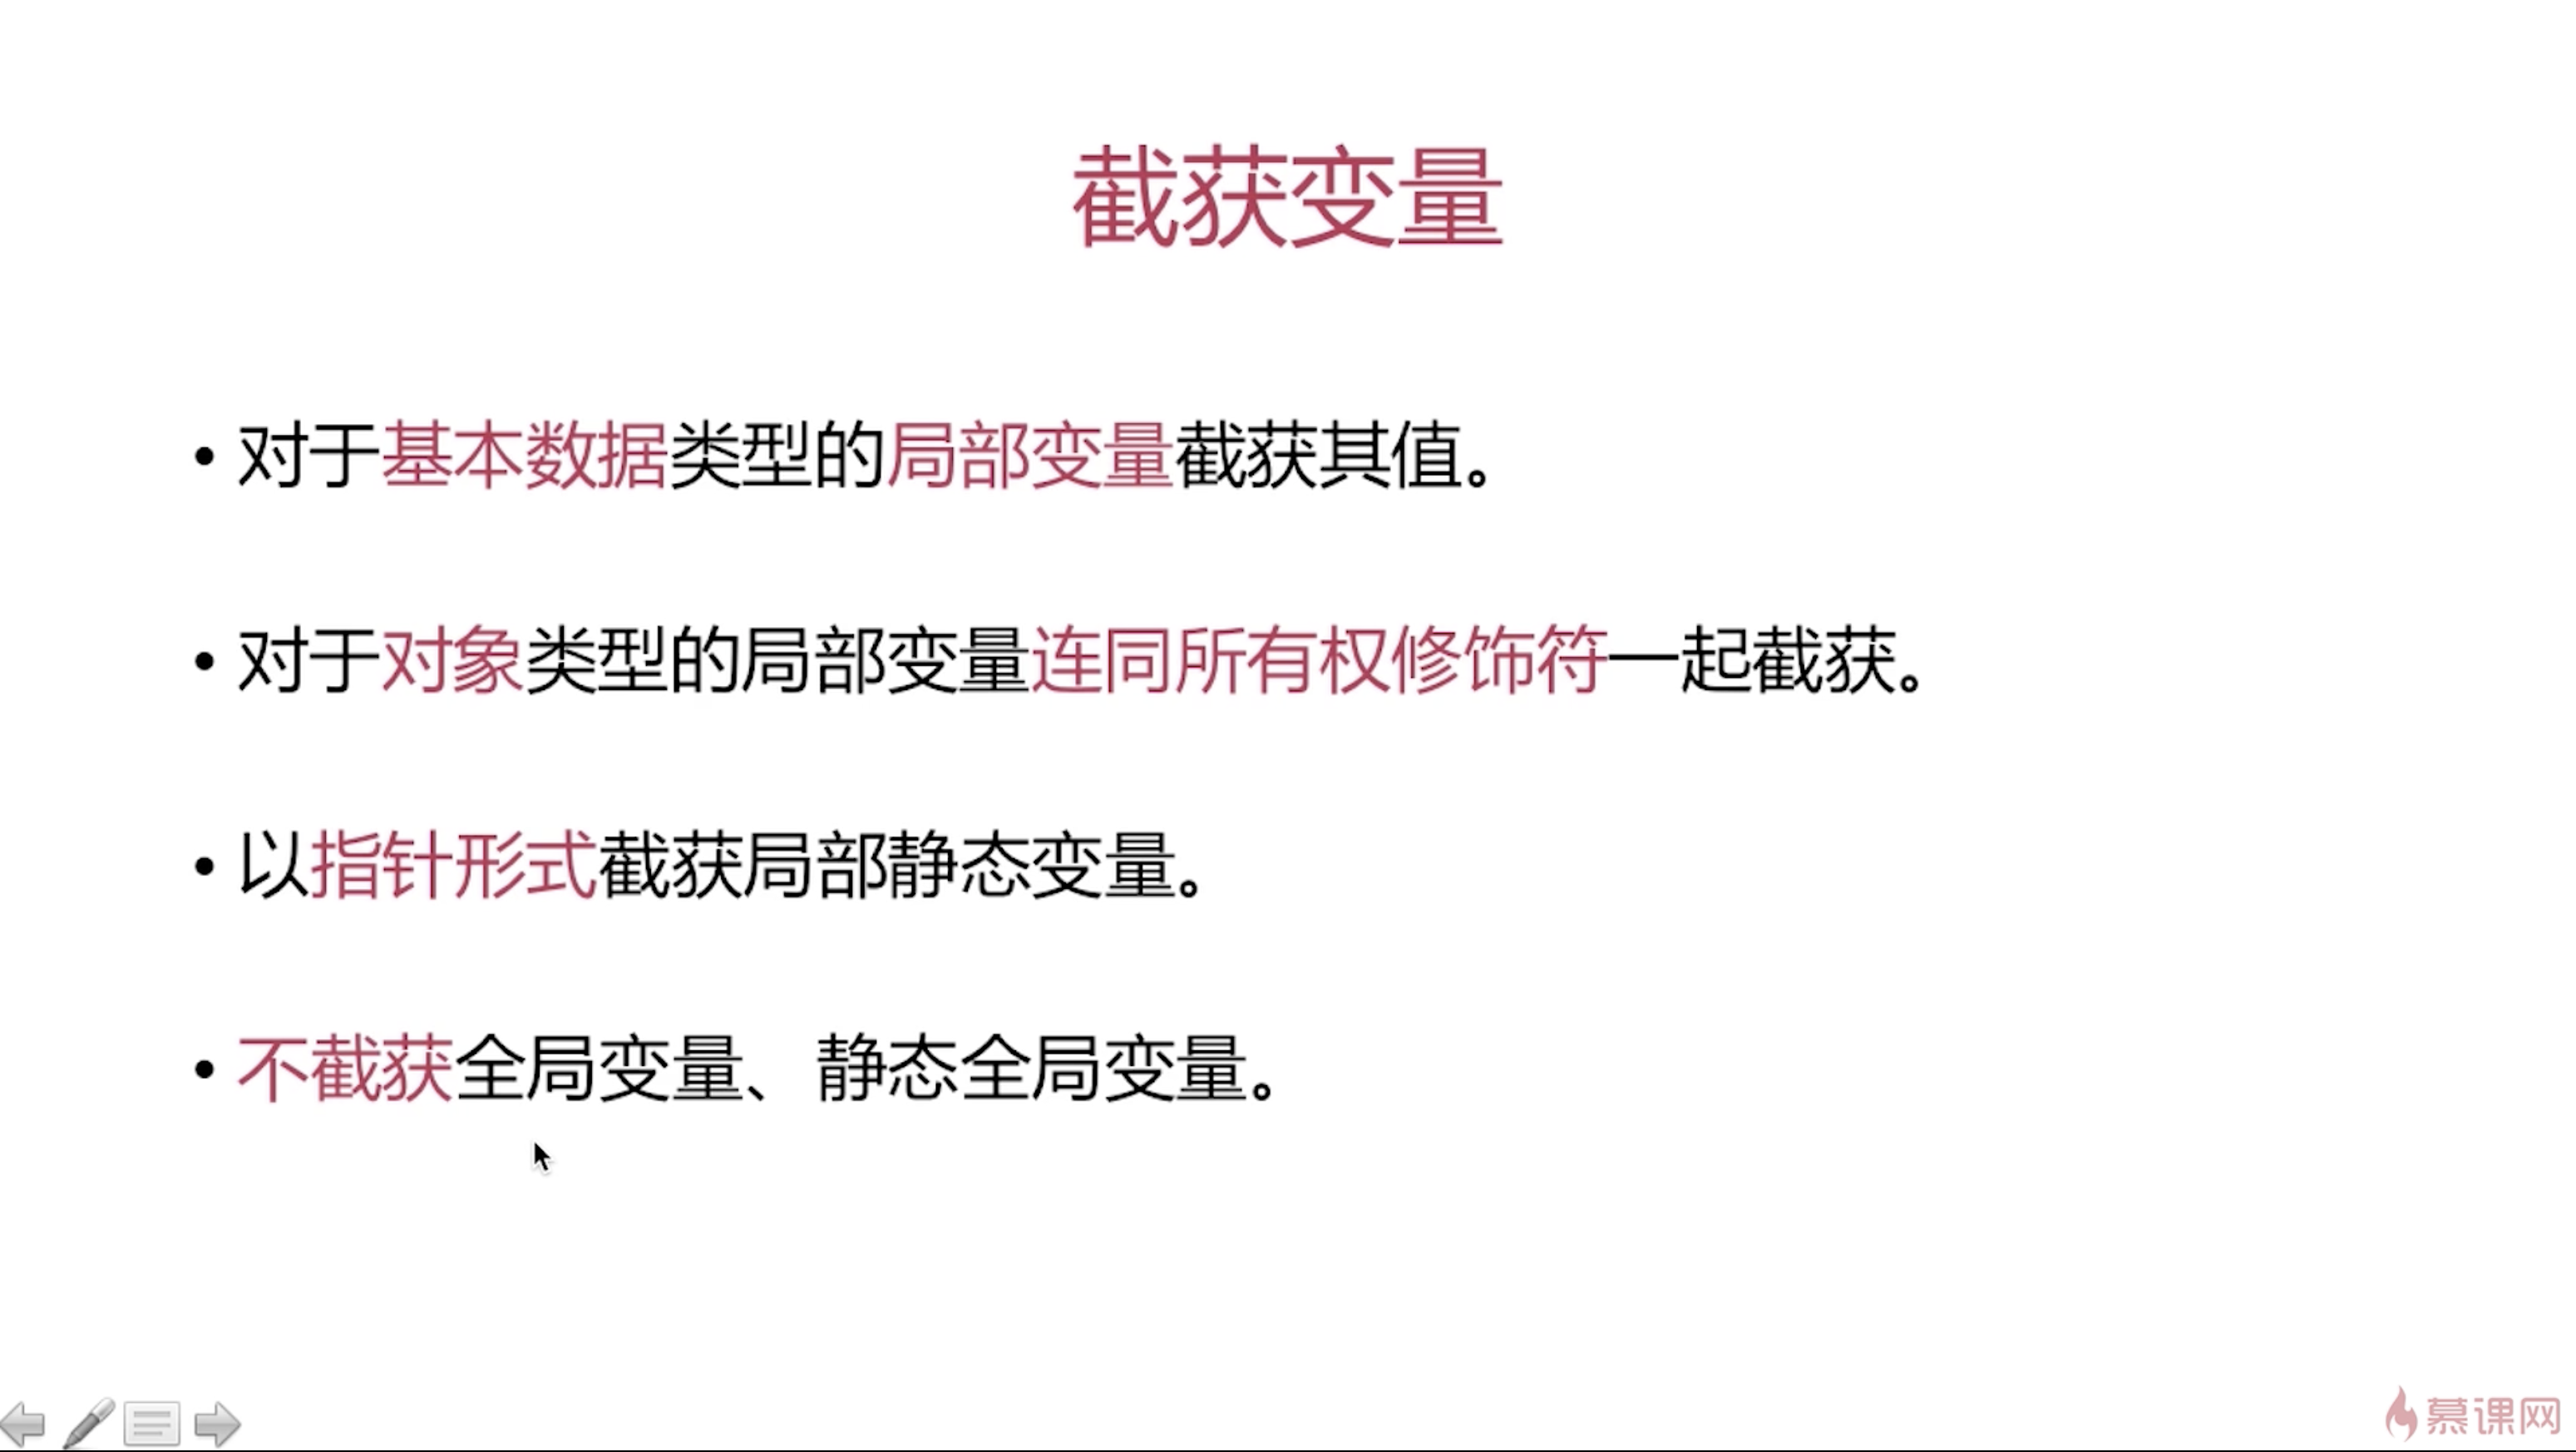 截获变量
• 对于基本数据类型的局部变量截获其值。
• 对于对象类型的局部变量连同所有权修饰符一起截获。
• 以指针形式截获局部静态变量。
• 不截获全局变量、静态全局变量。
慕课网